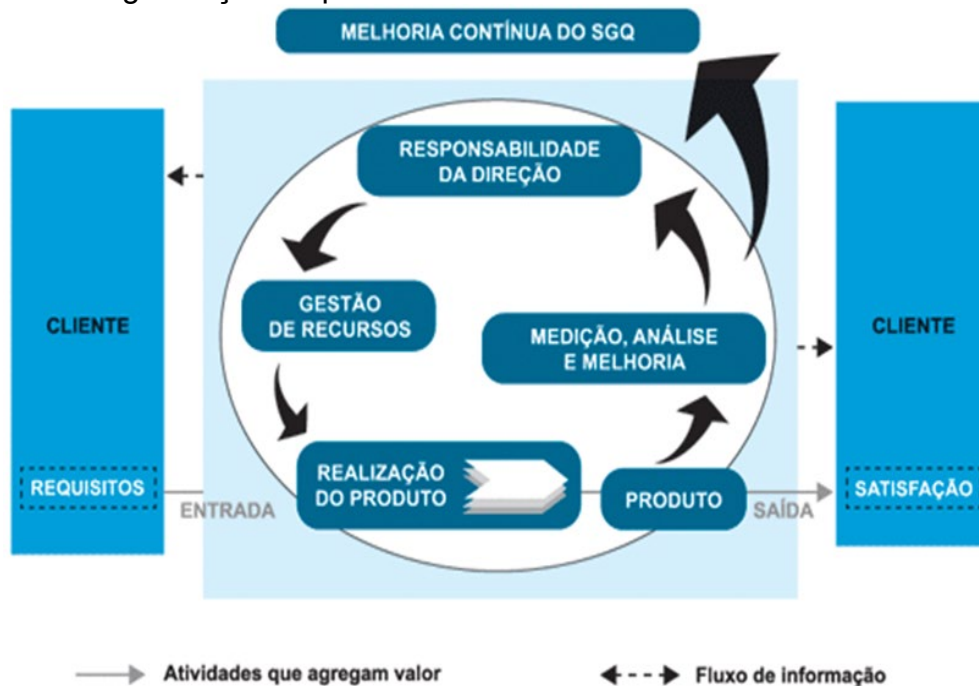 MELHORIA CONTÍNUA DO SGQ
RESPONSABILIDADE
DA DIREÇÃO
GESTÃO
DE RECURSOS
CLIENTE
MEDIÇÃO, ANÁLISE
E MELHORIA
CLIENTE
REALIZAÇÃO
DO PRODUTO
REQUISITOS
ENTRADA
PRODUTO
SAÍDA
SATISFAÇÃO
Atividades que agregam valor
Fluxo de informação